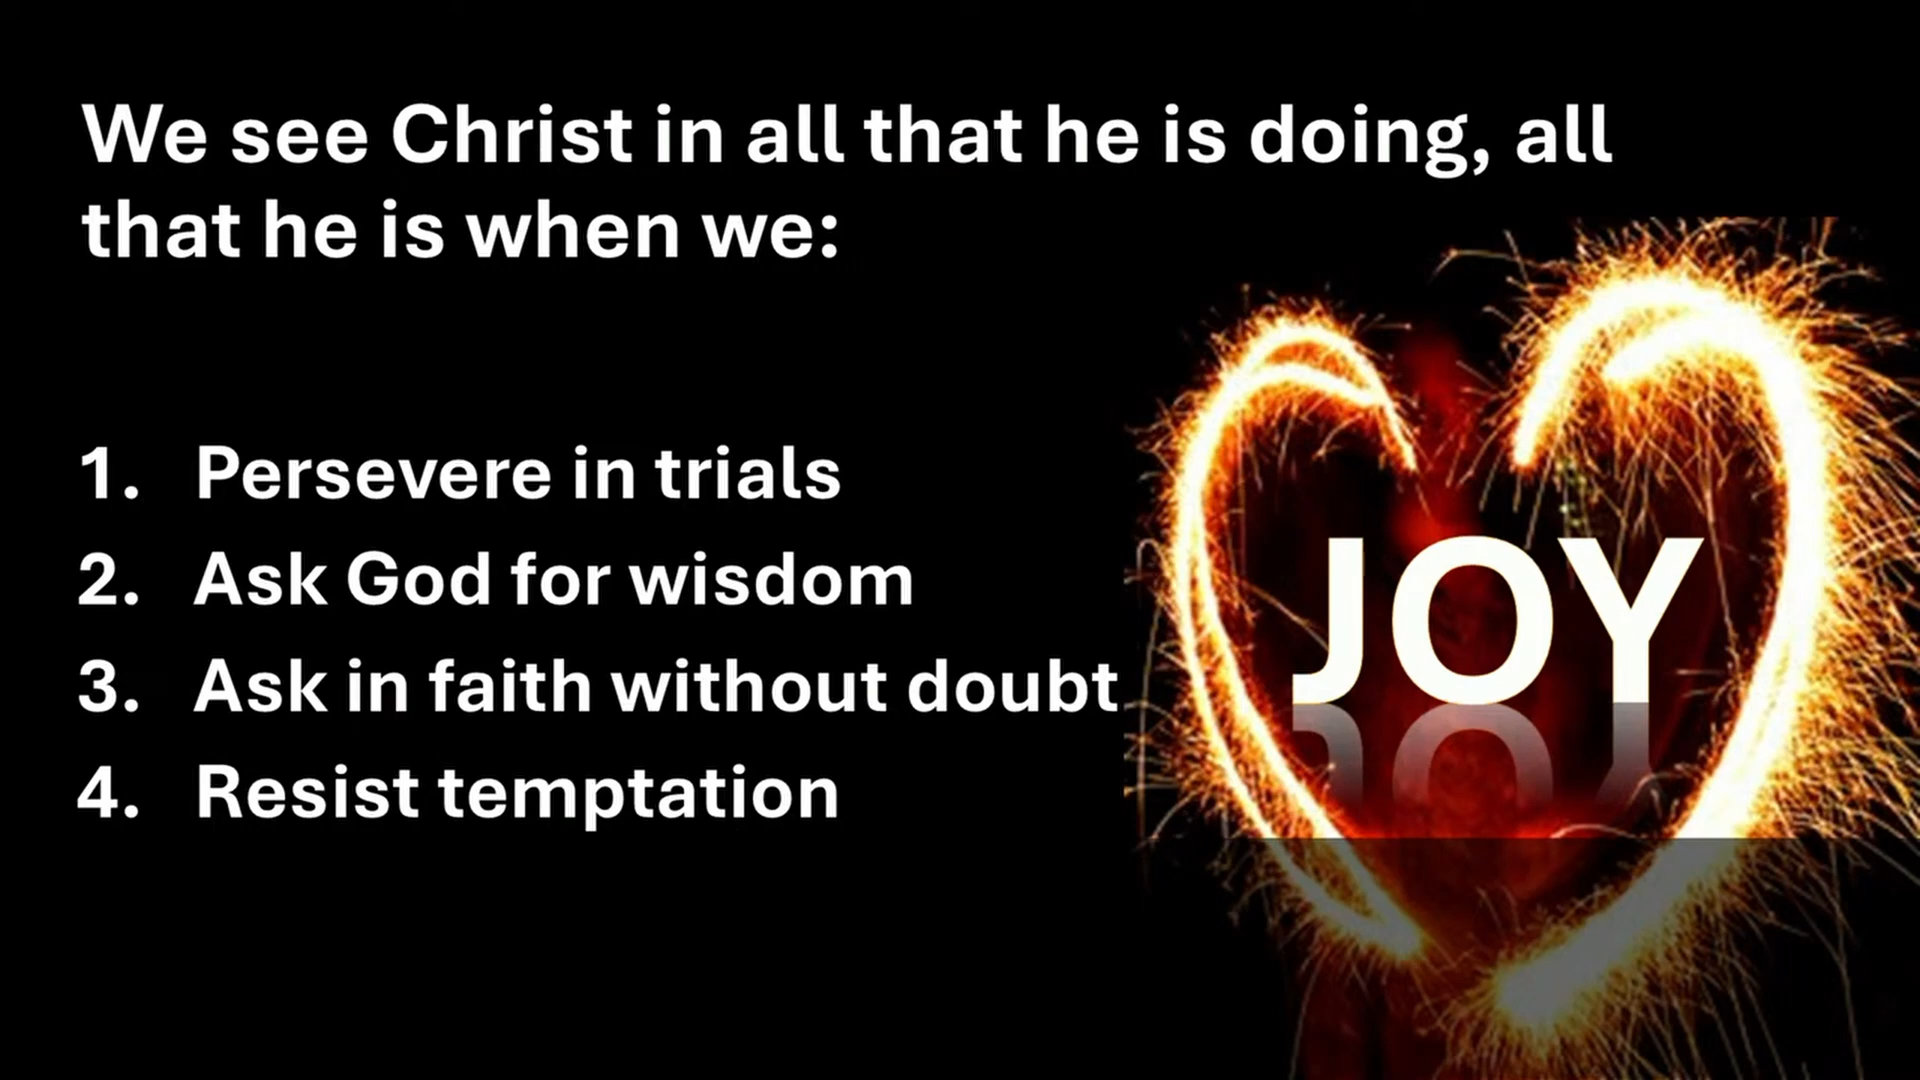 We see Christ in all that he is doing, all
that he is when we:
1. Persevere in trials
2. Ask God for wisdom
3. Ask in faith without doubt
4. Resist temptation
JOY